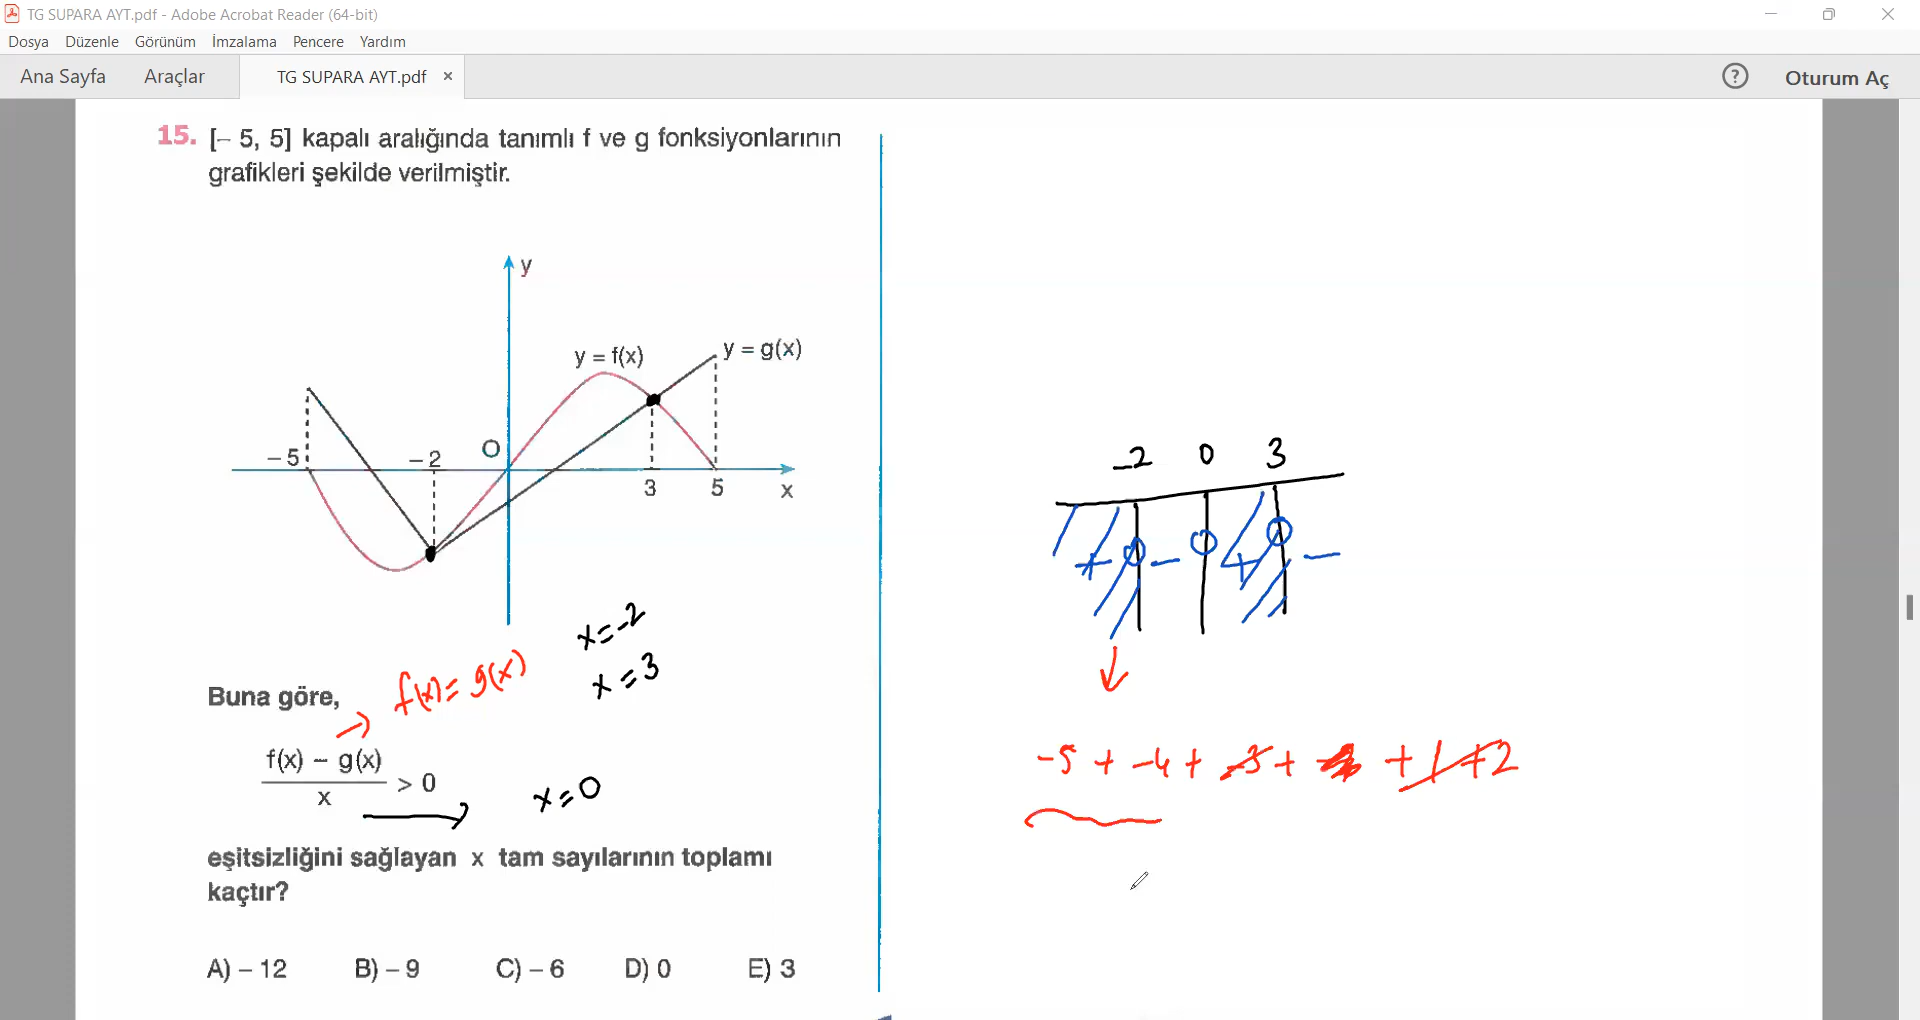 TG SUPARA AYT.pdf - Adobe Acrobat Reader (64-bit)
Dosya Düzenle Görünüm İmzalama Pencere Yardım
Ana Sayfa Araçlar TG SUPARA AYT.pdf × ? Oturum Aç
15. [– 5, 5] kapalı aralığında tanımlı f ve g fonksiyonlarının
grafikleri şekilde verilmiştir.
y
y = f(x) y = g(x)
– 5 – 2 O
3 5 x
x=-2
x=3
Buna göre,
f(x)= g(x)
f(x) – g(x)
x
> 0
x=0
eşitsizliğini sağlayan x tam sayılarının toplamı
kaçtır?
A) – 12 B) – 9 C) – 6 D) 0 E) 3
-2 0 3
+ - + -
-5 + -4 + -3 + +1+2